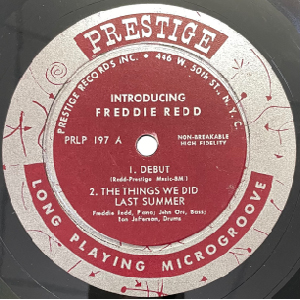 PRESTIGE
PRESTIGE RECORDS INC. • 446 W. 50th ST., N.Y.C.
INTRODUCING
FREDDIE REDD
PRLP 197 A
NON-BREAKABLE
HIGH FIDELITY
1. DEBUT
(Redd-Prestige Music-BMI)
2. THE THINGS WE DID
LAST SUMMER
Freddie Redd, Piano; John Ore, Bass;
Ron Jefferson, Drums
LONG PLAYING MICROGROOVE